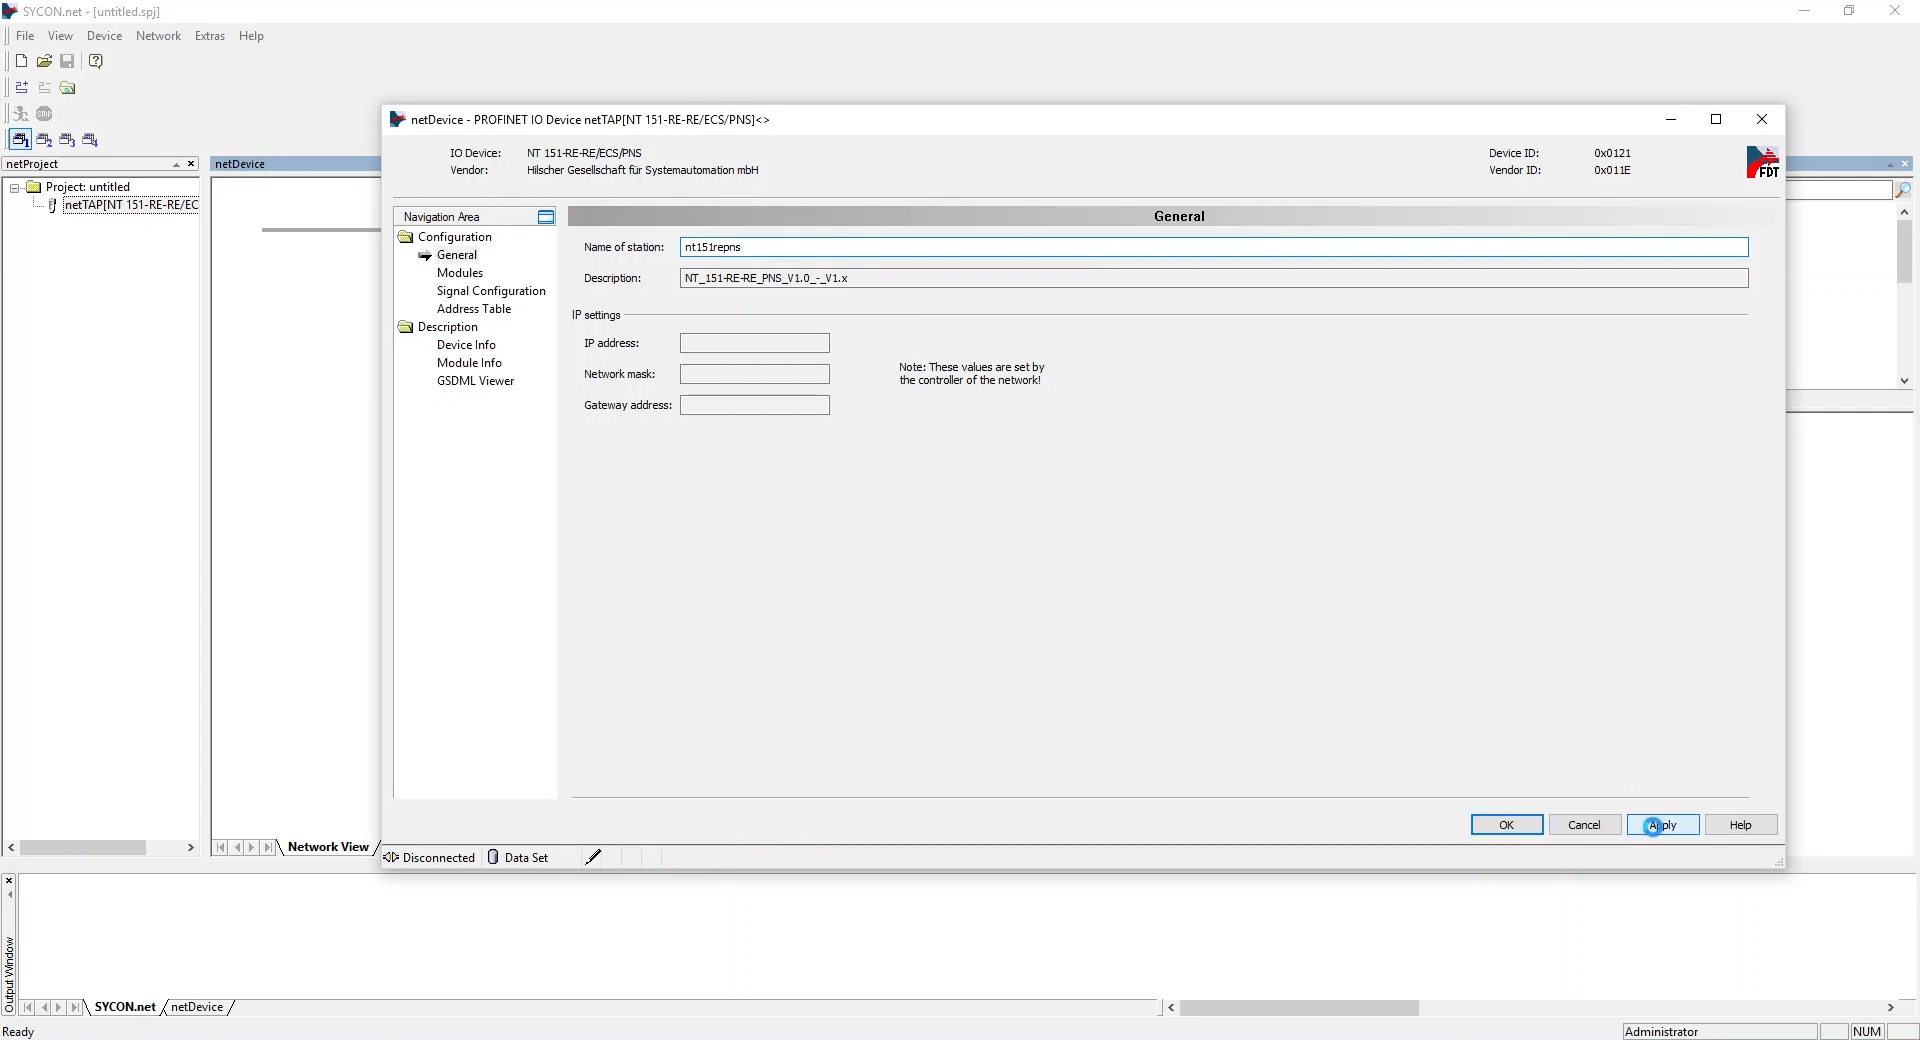 SYCON.net - [untitled.spj]
File View Device Network Extras Help
STOP
1 2 3 4
netProject
Project: untitled
netTAP[NT 151-RE-RE/EC
netDevice
netDevice - PROFINET IO Device netTAP[NT 151-RE-RE/ECS/PNS]<>
IO Device: NT 151-RE-RE/ECS/PNS
Vendor: Hilscher Gesellschaft für Systemautomation mbH
Device ID: 0x0121
Vendor ID: 0x011E
FDT
Navigation Area
Configuration
General
Modules
Signal Configuration
Address Table
Description
Device Info
Module Info
GSDML Viewer
General
Name of station: nt151repns
Description: NT_151-RE-RE_PNS_V1.0_-_V1.x
IP settings
IP address:
Network mask:
Gateway address:
Note: These values are set by
the controller of the network!
OK Cancel Apply Help
Disconnected Data Set
Network View
Output Window
SYCON.net netDevice
Ready
Administrator NUM